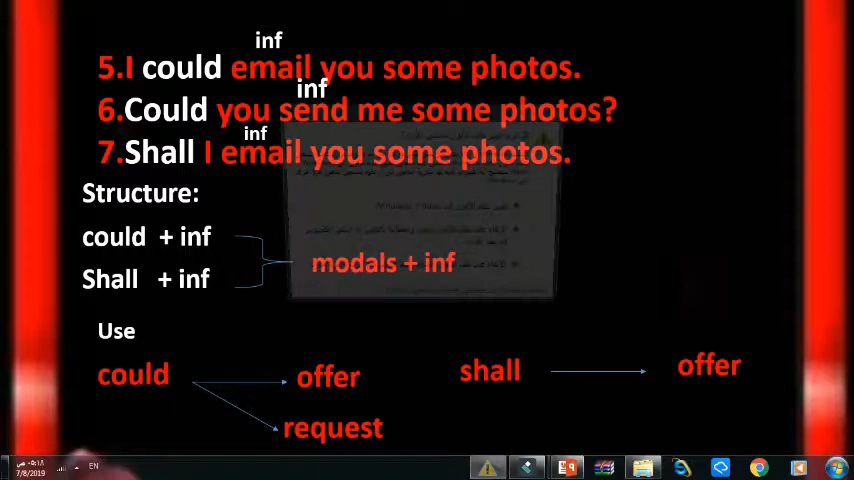 inf
5.I could email you some photos.
inf
6.Could you send me some photos?
inf
7.Shall I email you some photos.
Structure:
could + inf
Shall + inf
modals + inf
Use
could
offer
shall
offer
request
٠٥:١٨ ص
7/8/2019
EN